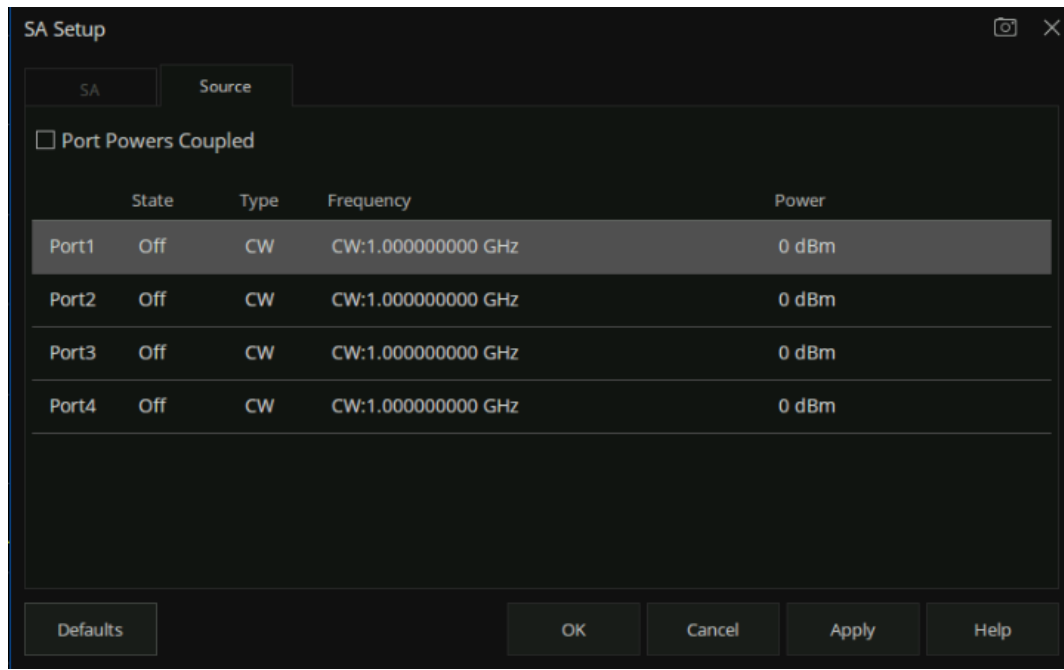 SA Setup
SA Source
Port Powers Coupled
State Type Frequency Power
Port1 Off CW CW:1.000000000 GHz 0 dBm
Port2 Off CW CW:1.000000000 GHz 0 dBm
Port3 Off CW CW:1.000000000 GHz 0 dBm
Port4 Off CW CW:1.000000000 GHz 0 dBm
Defaults OK Cancel Apply Help